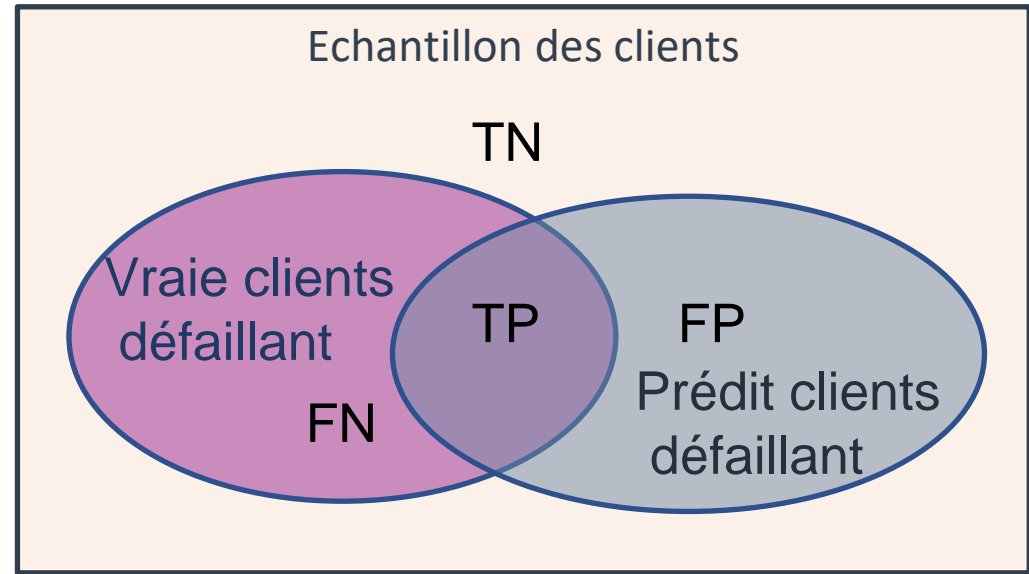 Echantillon des clients
TN
Vraie clients
défaillant
TP
FP
Prédit clients
défaillant
FN